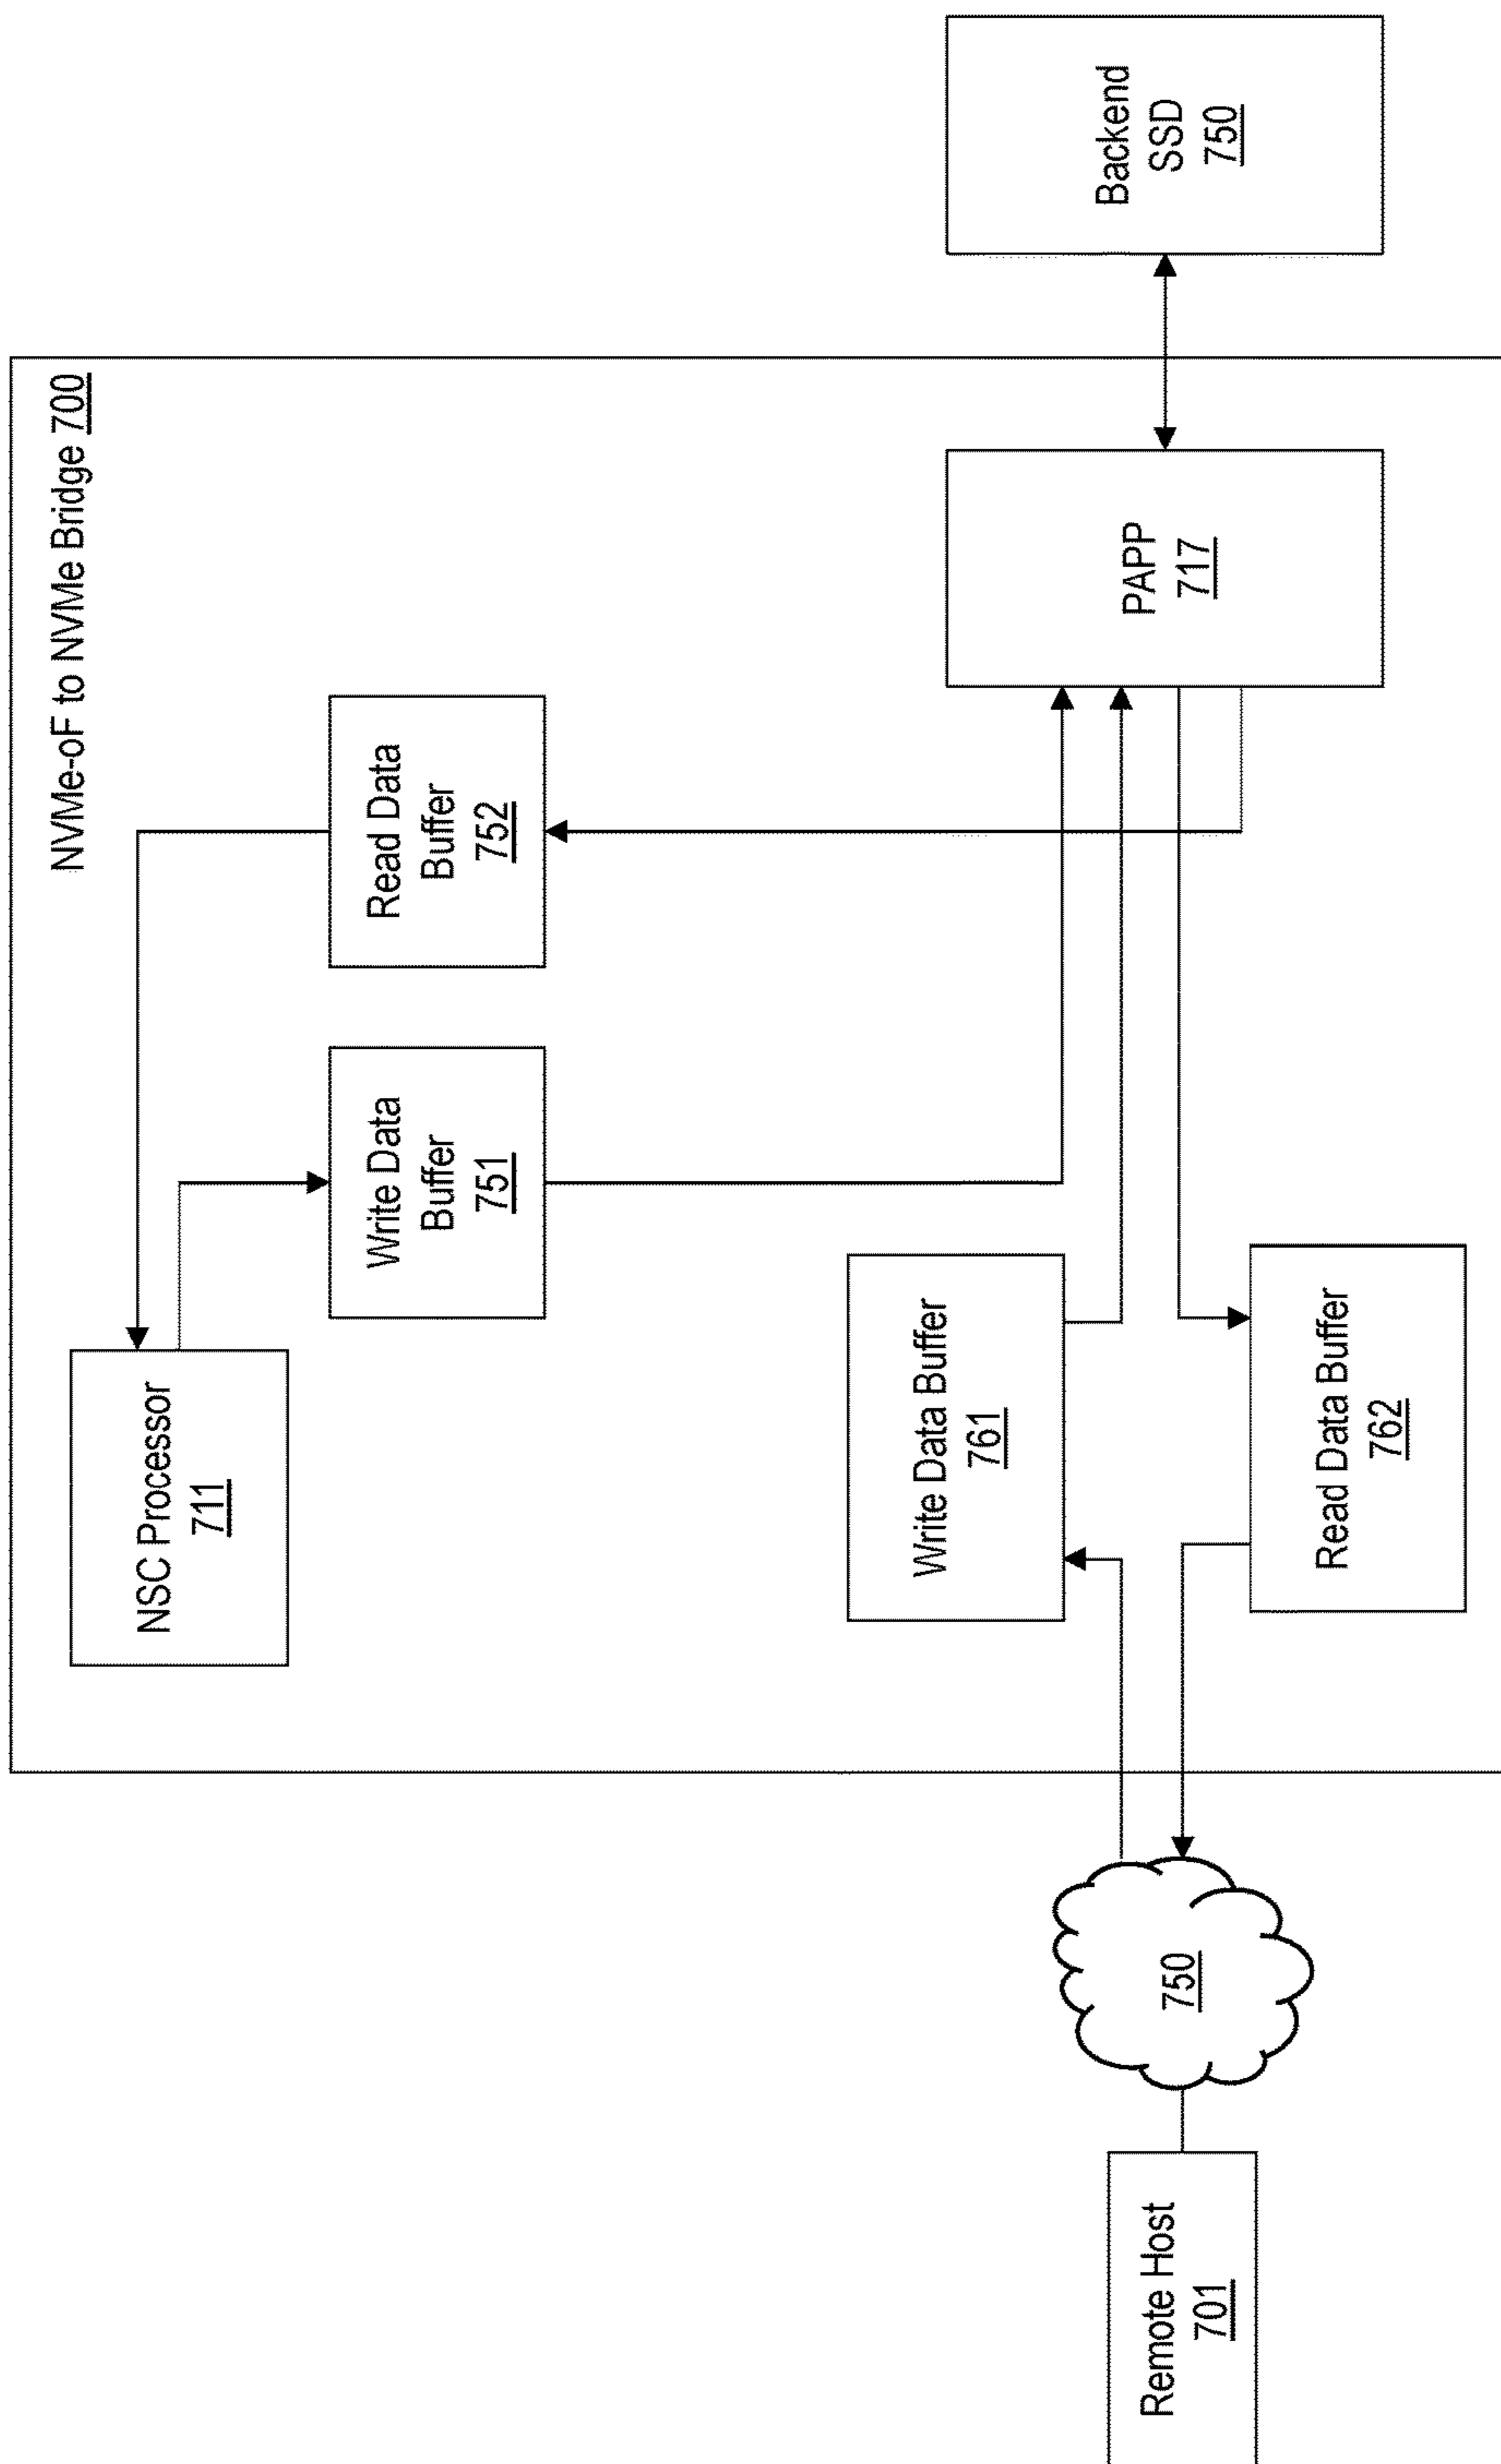 NVMe-oF to NVMe Bridge 700
NSC Processor
711
Write Data
Buffer
751
Read Data
Buffer
752
Remote Host
701
750
Write Data Buffer
761
Read Data Buffer
762
PAPP
717
Backend
SSD
750